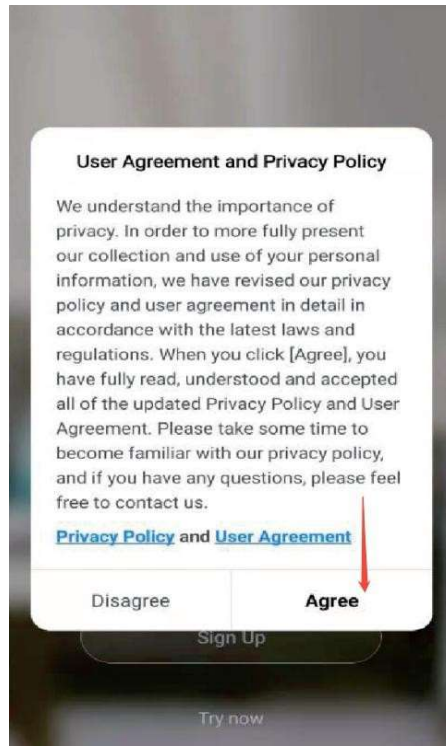 User Agreement and Privacy Policy
We understand the importance of
privacy. In order to more fully present
our collection and use of your personal
information, we have revised our privacy
policy and user agreement in detail in
accordance with the latest laws and
regulations. When you click [Agree], you
have fully read, understood and accepted
all of the updated Privacy Policy and User
Agreement. Please take some time to
become familiar with our privacy policy,
and if you have any questions, please feel
free to contact us.
Privacy Policy and User Agreement
Disagree Agree
Sign Up
Try now